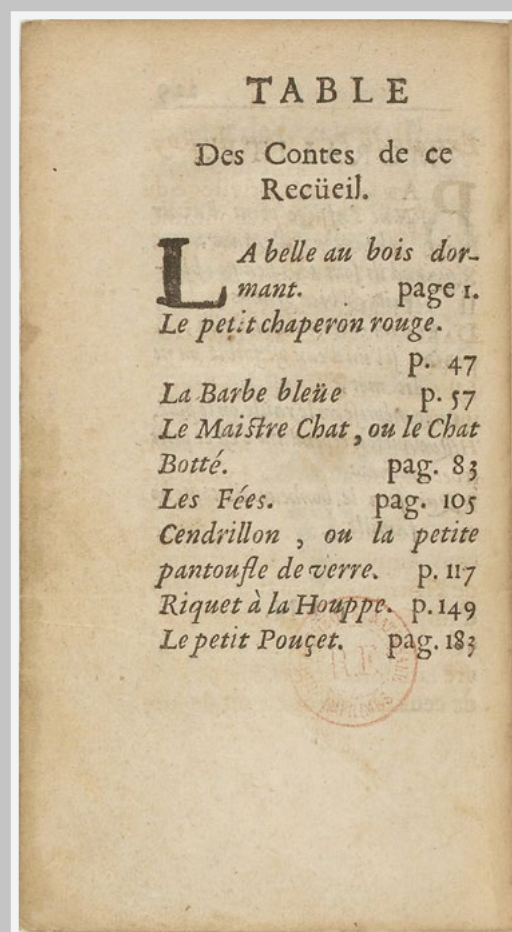 TABLE
Des Contes de ce
Recüeil.
LA belle au bois dor-
mant. page 1.
Le petit chaperon rouge.
p. 47
La Barbe bleüe p. 57
Le Maistre Chat, ou le Chat
Botté. pag. 83
Les Fées. pag. 105
Cendrillon , ou la petite
pantoufle de verre. p. 117
Riquet à la Houppe. p. 149
Le petit Pouçet. pag. 183
R.F.